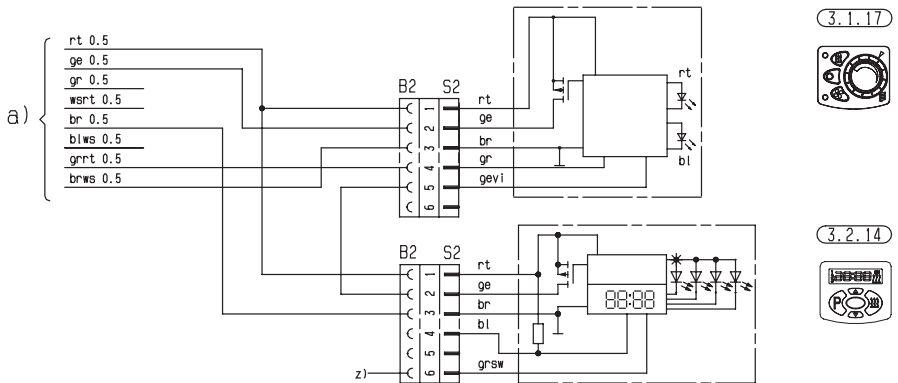 a)
rt 0.5
ge 0.5
gr 0.5
wsrt 0.5
br 0.5
blws 0.5
grrt 0.5
brws 0.5
B2 S2
1
2
3
4
5
6
rt
ge
br
gr
gevi
rt
bl
3.1.17
B2 S2
1
2
3
4
5
6
rt
ge
br
bl
grsw
z)
88:88
3.2.14
88:88
P